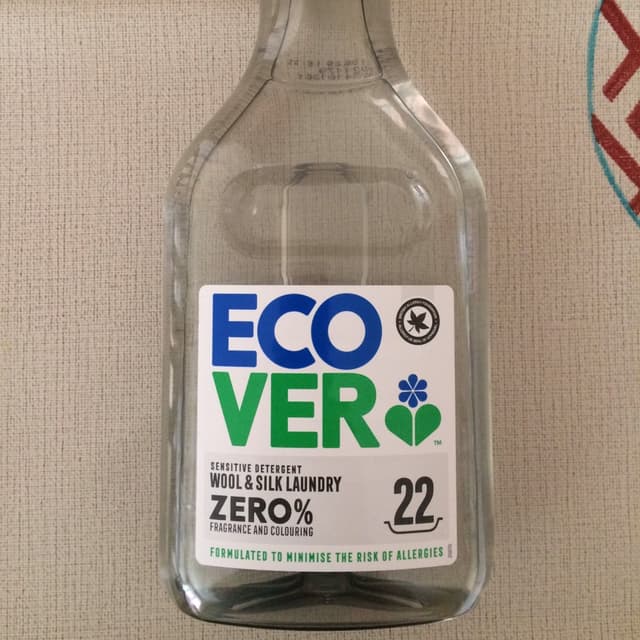 ECO
VER
TM
SENSITIVE DETERGENT
WOOL & SILK LAUNDRY
ZERO%
FRAGRANCE AND COLOURING
22
FORMULATED TO MINIMISE THE RISK OF ALLERGIES